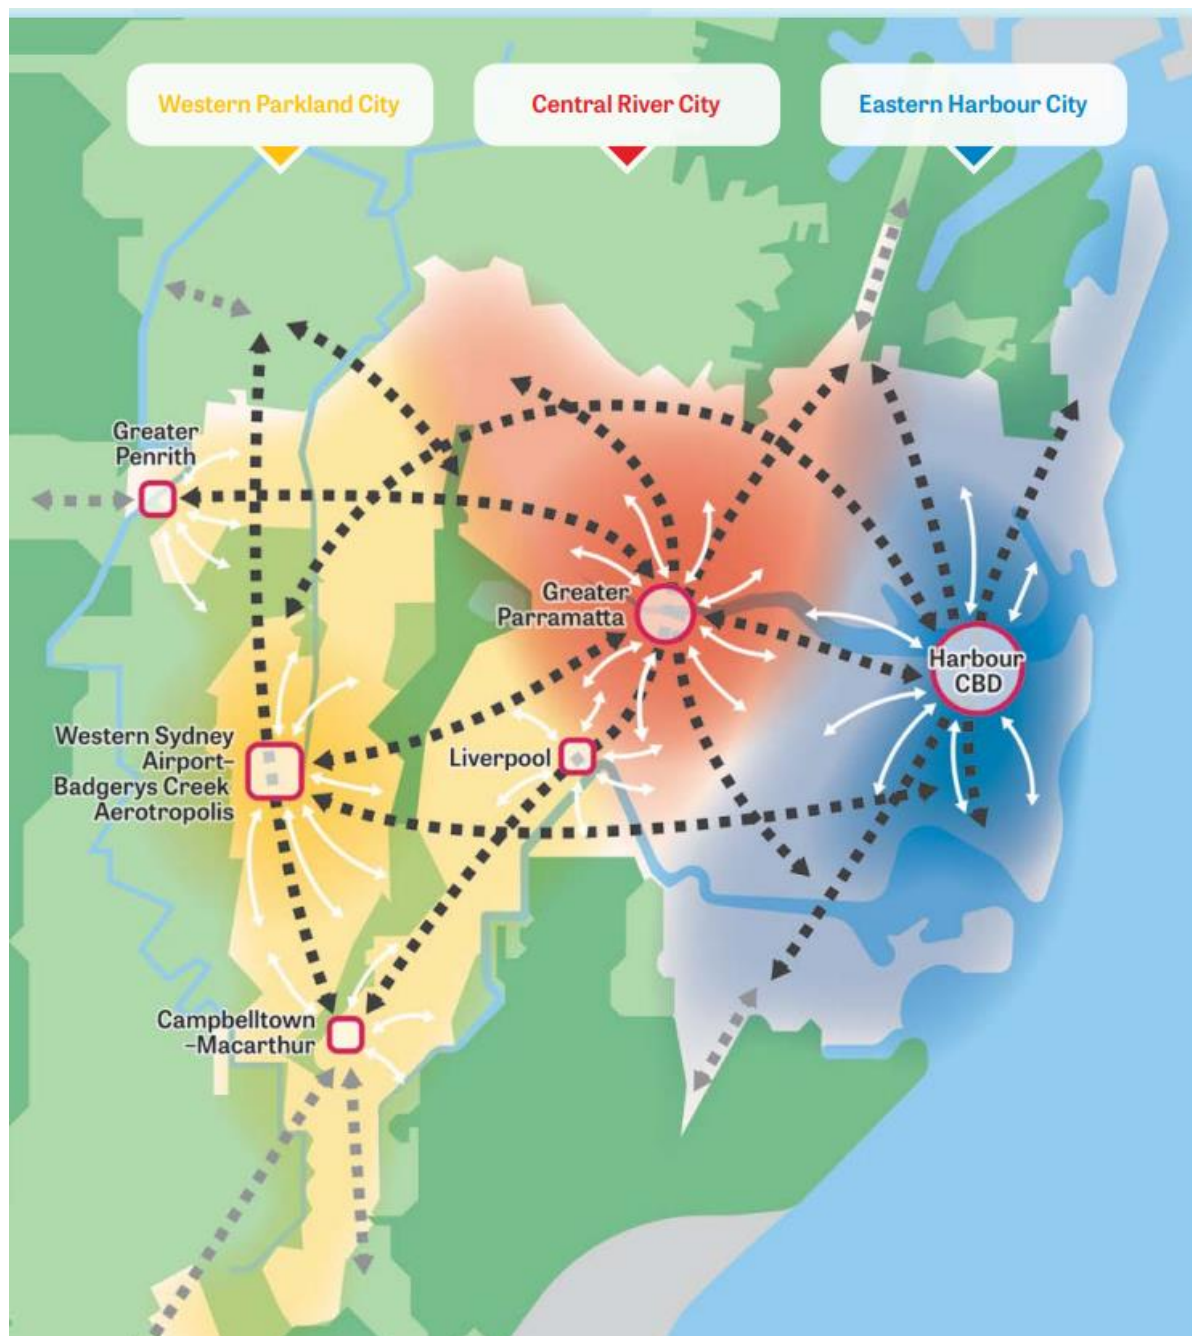 Western Parkland City
Central River City
Eastern Harbour City
Greater
Penrith
Greater
Parramatta
Harbour
CBD
Western Sydney
Airport–
Badgerys Creek
Aerotropolis
Liverpool
Campbelltown
–Macarthur